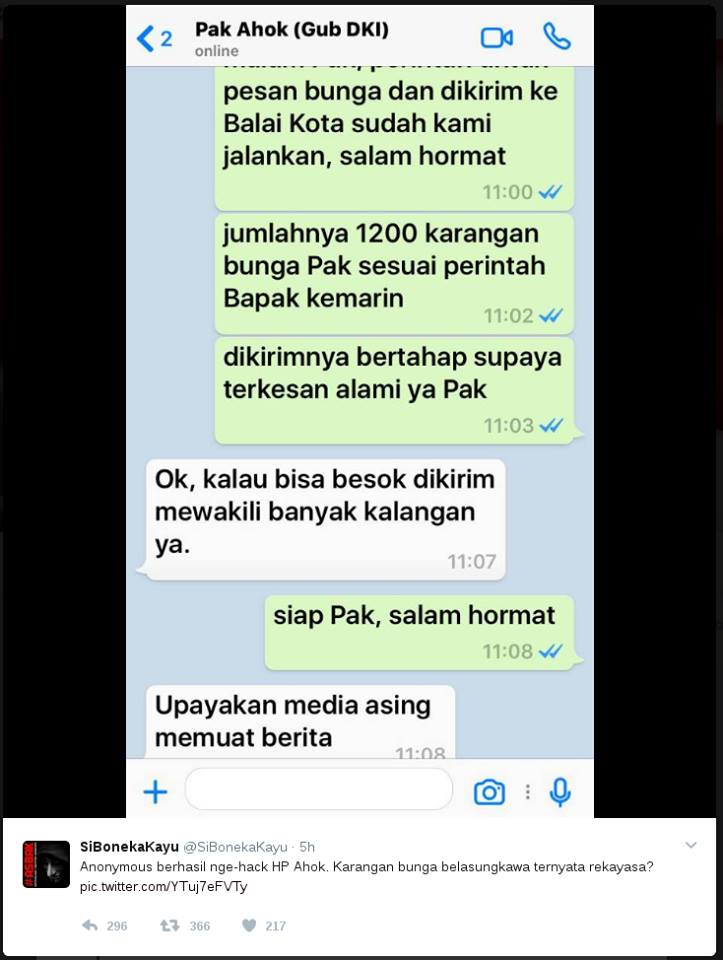 2
Pak Ahok (Gub DKI)
online
pesan bunga dan dikirim ke
Balai Kota sudah kami
jalankan, salam hormat
11:00
jumlahnya 1200 karangan
bunga Pak sesuai perintah
Bapak kemarin
11:02
dikirimnya bertahap supaya
terkesan alami ya Pak
11:03
Ok, kalau bisa besok dikirim
mewakili banyak kalangan
ya.
11:07
siap Pak, salam hormat
11:08
Upayakan media asing
memuat berita
11:08
#ASBAK
SiBonekaKayu @SiBonekaKayu · 5h
Anonymous berhasil nge-hack HP Ahok. Karangan bunga belasungkawa ternyata rekayasa?
pic.twitter.com/YTuj7eFVTy
296 366 217